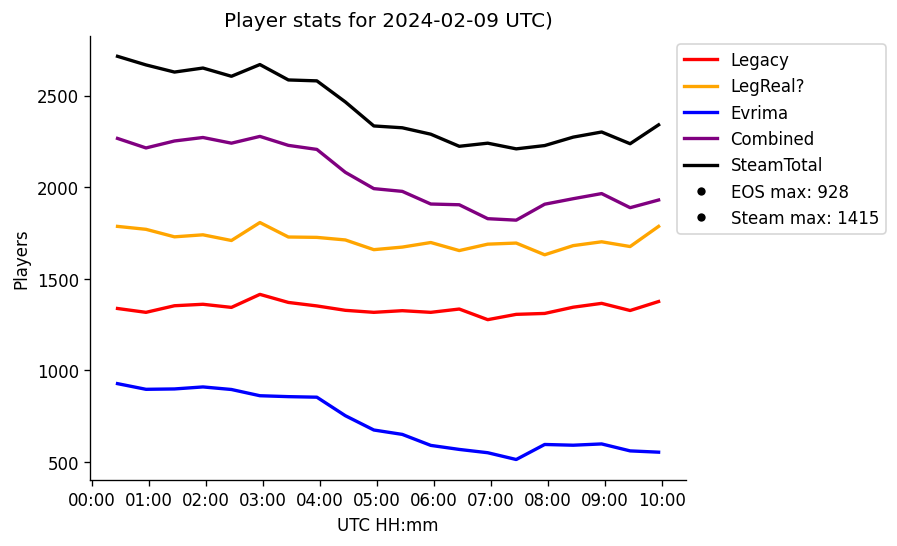 Player stats for 2024-02-09 UTC)
Legacy
LegReal?
Evrima
Combined
SteamTotal
EOS max: 928
Steam max: 1415
Players
2500
2000
1500
1000
500
00:00 01:00 02:00 03:00 04:00 05:00 06:00 07:00 08:00 09:00 10:00
UTC HH:mm